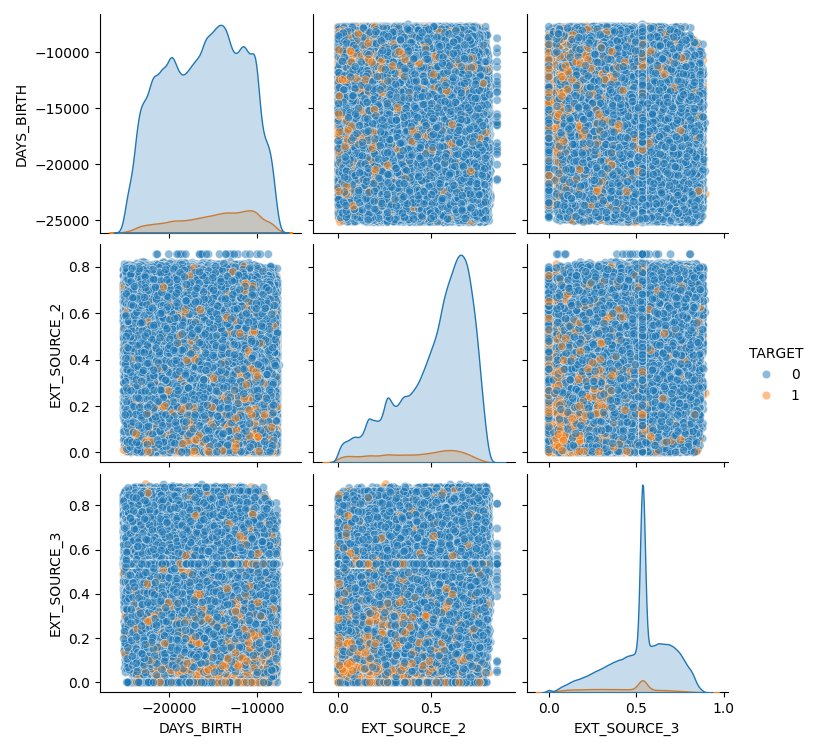 DAYS_BIRTH
−10000
−15000
−20000
−25000
EXT_SOURCE_2
0.8
0.6
0.4
0.2
0.0
TARGET
0
1
EXT_SOURCE_3
0.8
0.6
0.4
0.2
0.0
−20000 −10000
0.0 0.5
0.0 0.5 1.0
DAYS_BIRTH
EXT_SOURCE_2
EXT_SOURCE_3